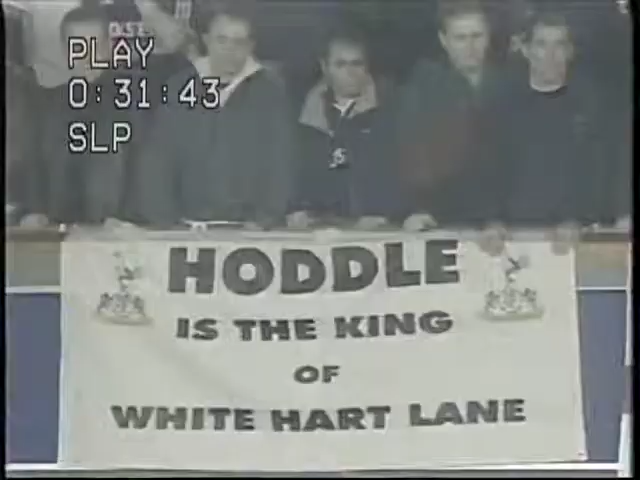 PLAY
0:31:43
SLP
HODDLE
IS THE KING
OF
WHITE HART LANE